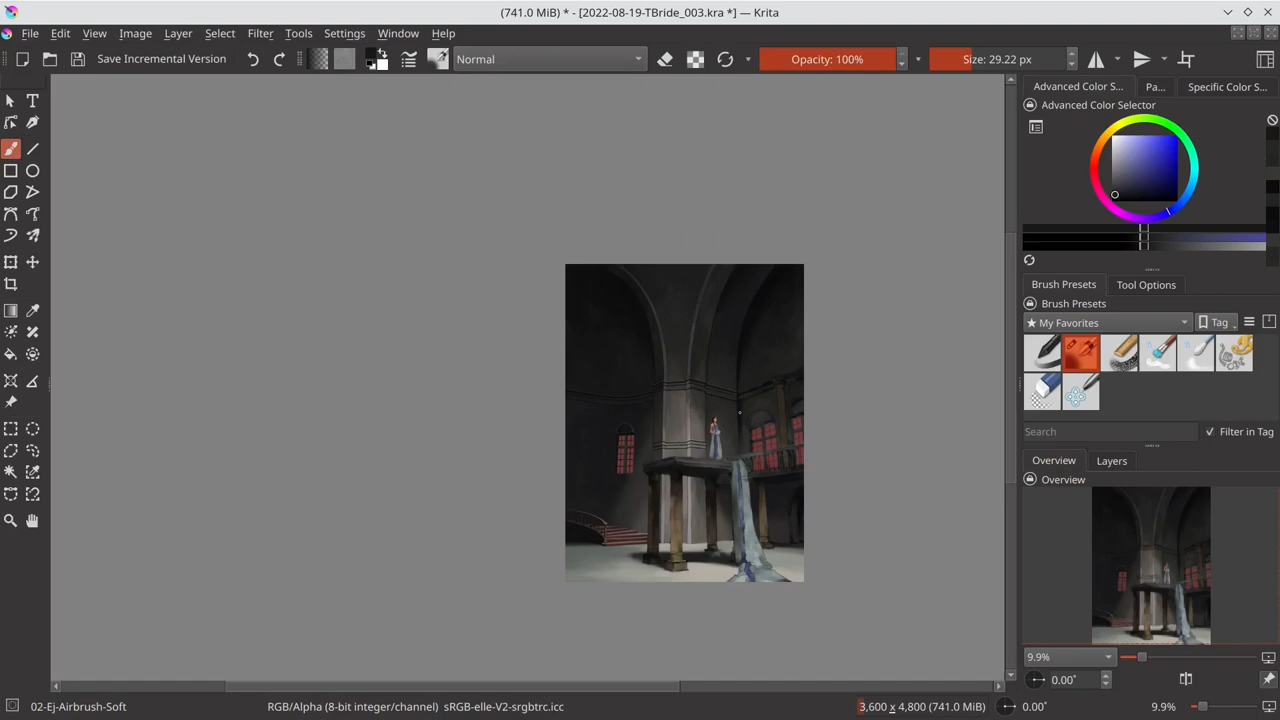 (741.0 MiB) * - [2022-08-19-TBride_003.kra *] — Krita
File Edit View Image Layer Select Filter Tools Settings Window Help
Save Incremental Version Normal Opacity: 100% Size: 29.22 px
Advanced Color S... Pa... Specific Color S...
Advanced Color Selector
Brush Presets Tool Options
Brush Presets
★ My Favorites Tag
Search Filter in Tag
Overview Layers
Overview
9.9%
0.00°
02-Ej-Airbrush-Soft RGB/Alpha (8-bit integer/channel) sRGB-elle-V2-srgbtrc.icc 3,600 x 4,800 (741.0 MiB) 0.00° 9.9%